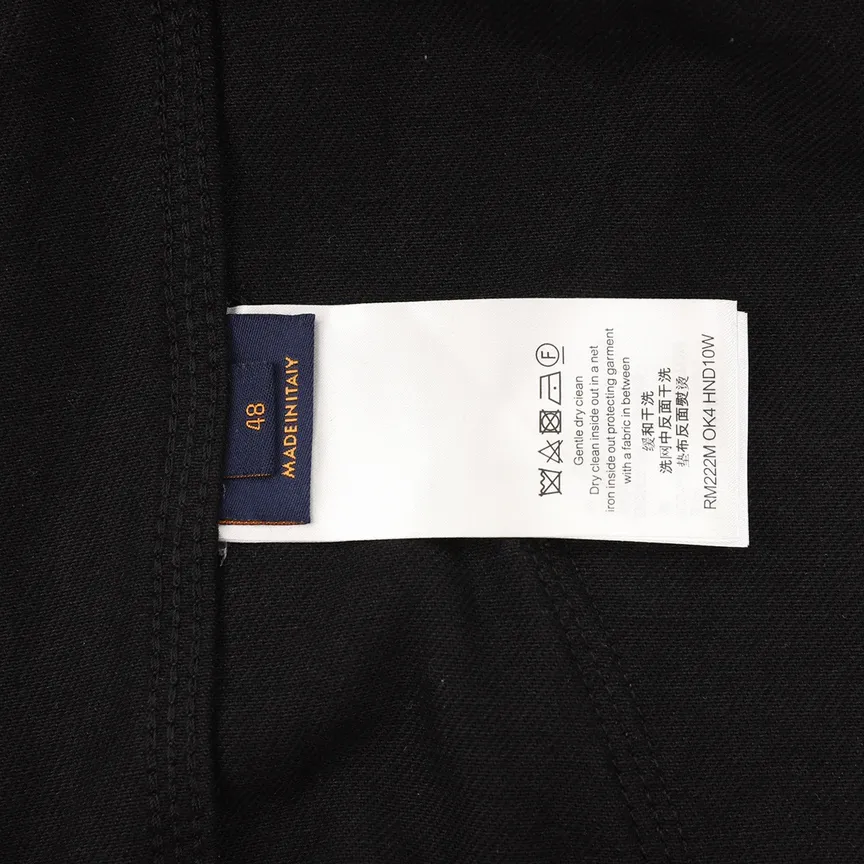 48
MADEINITAIY
F
Gentle dry clean
Dry clean inside out in a net
iron inside out protecting garment
with a fabric in between
缓和干洗
洗网中反面干洗
垫布反面熨烫
RM222M OK4 HND10W